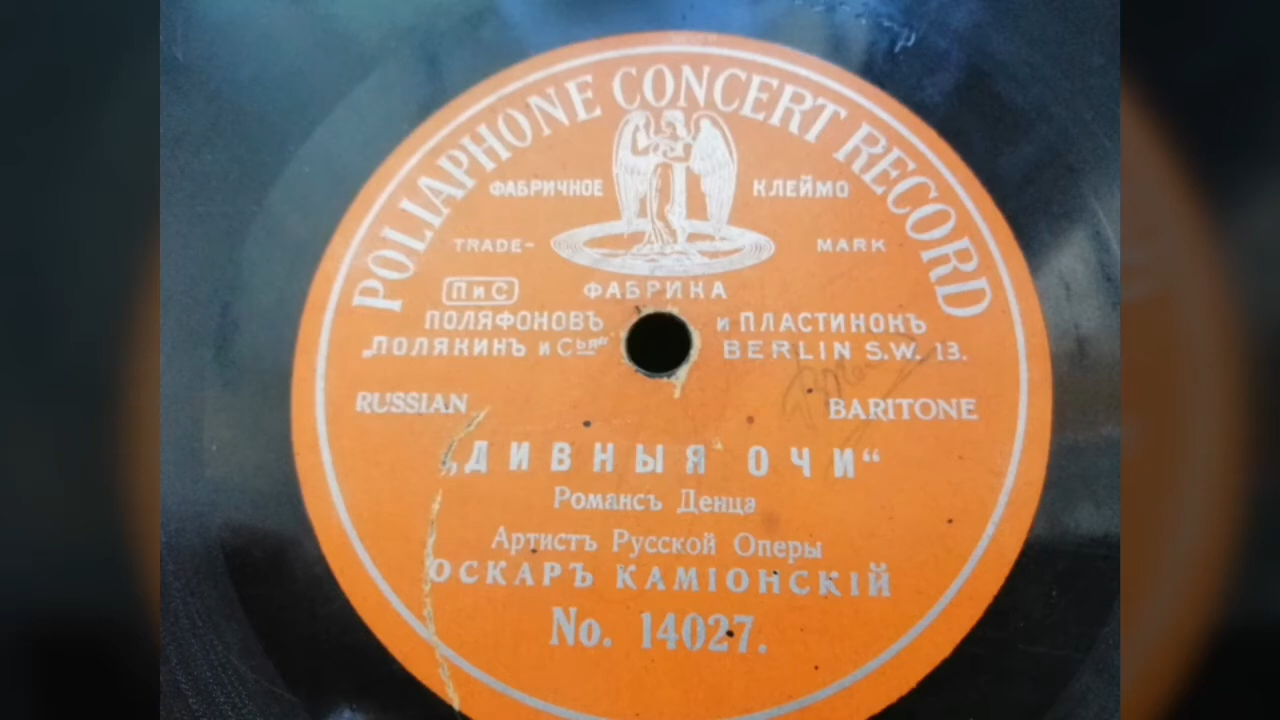 POLIAPHONE CONCERT RECORD
ФАБРИЧНОЕ КЛЕЙМО
TRADE- MARK
ПиС ФАБРИКА
ПОЛЯФОНОВЪ и ПЛАСТИНОКЪ
„ПОЛЯКИНЪ и Сья“ BERLIN S.W. 13.
RUSSIAN BARITONE
„ДИВНЫЯ ОЧИ“
Романсъ Денца
Артистъ Русской Оперы
ОСКАРЪ КАМІОНСКІЙ
No. 14027.